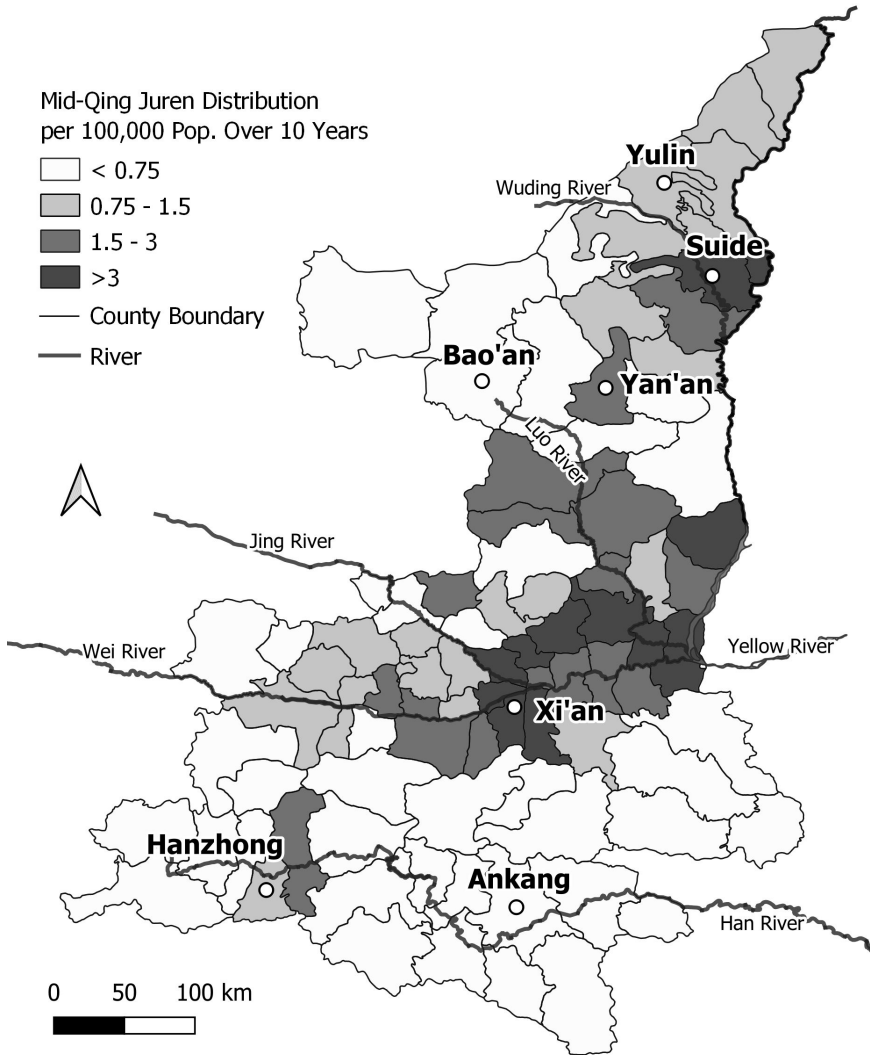 Mid-Qing Juren Distribution
per 100,000 Pop. Over 10 Years
< 0.75
0.75 - 1.5
1.5 - 3
>3
County Boundary
River
Yulin
Wuding River
Suide
Bao'an
Yan'an
Luo River
Jing River
Wei River
Yellow River
Xi'an
Hanzhong
Ankang
Han River
0 50 100 km